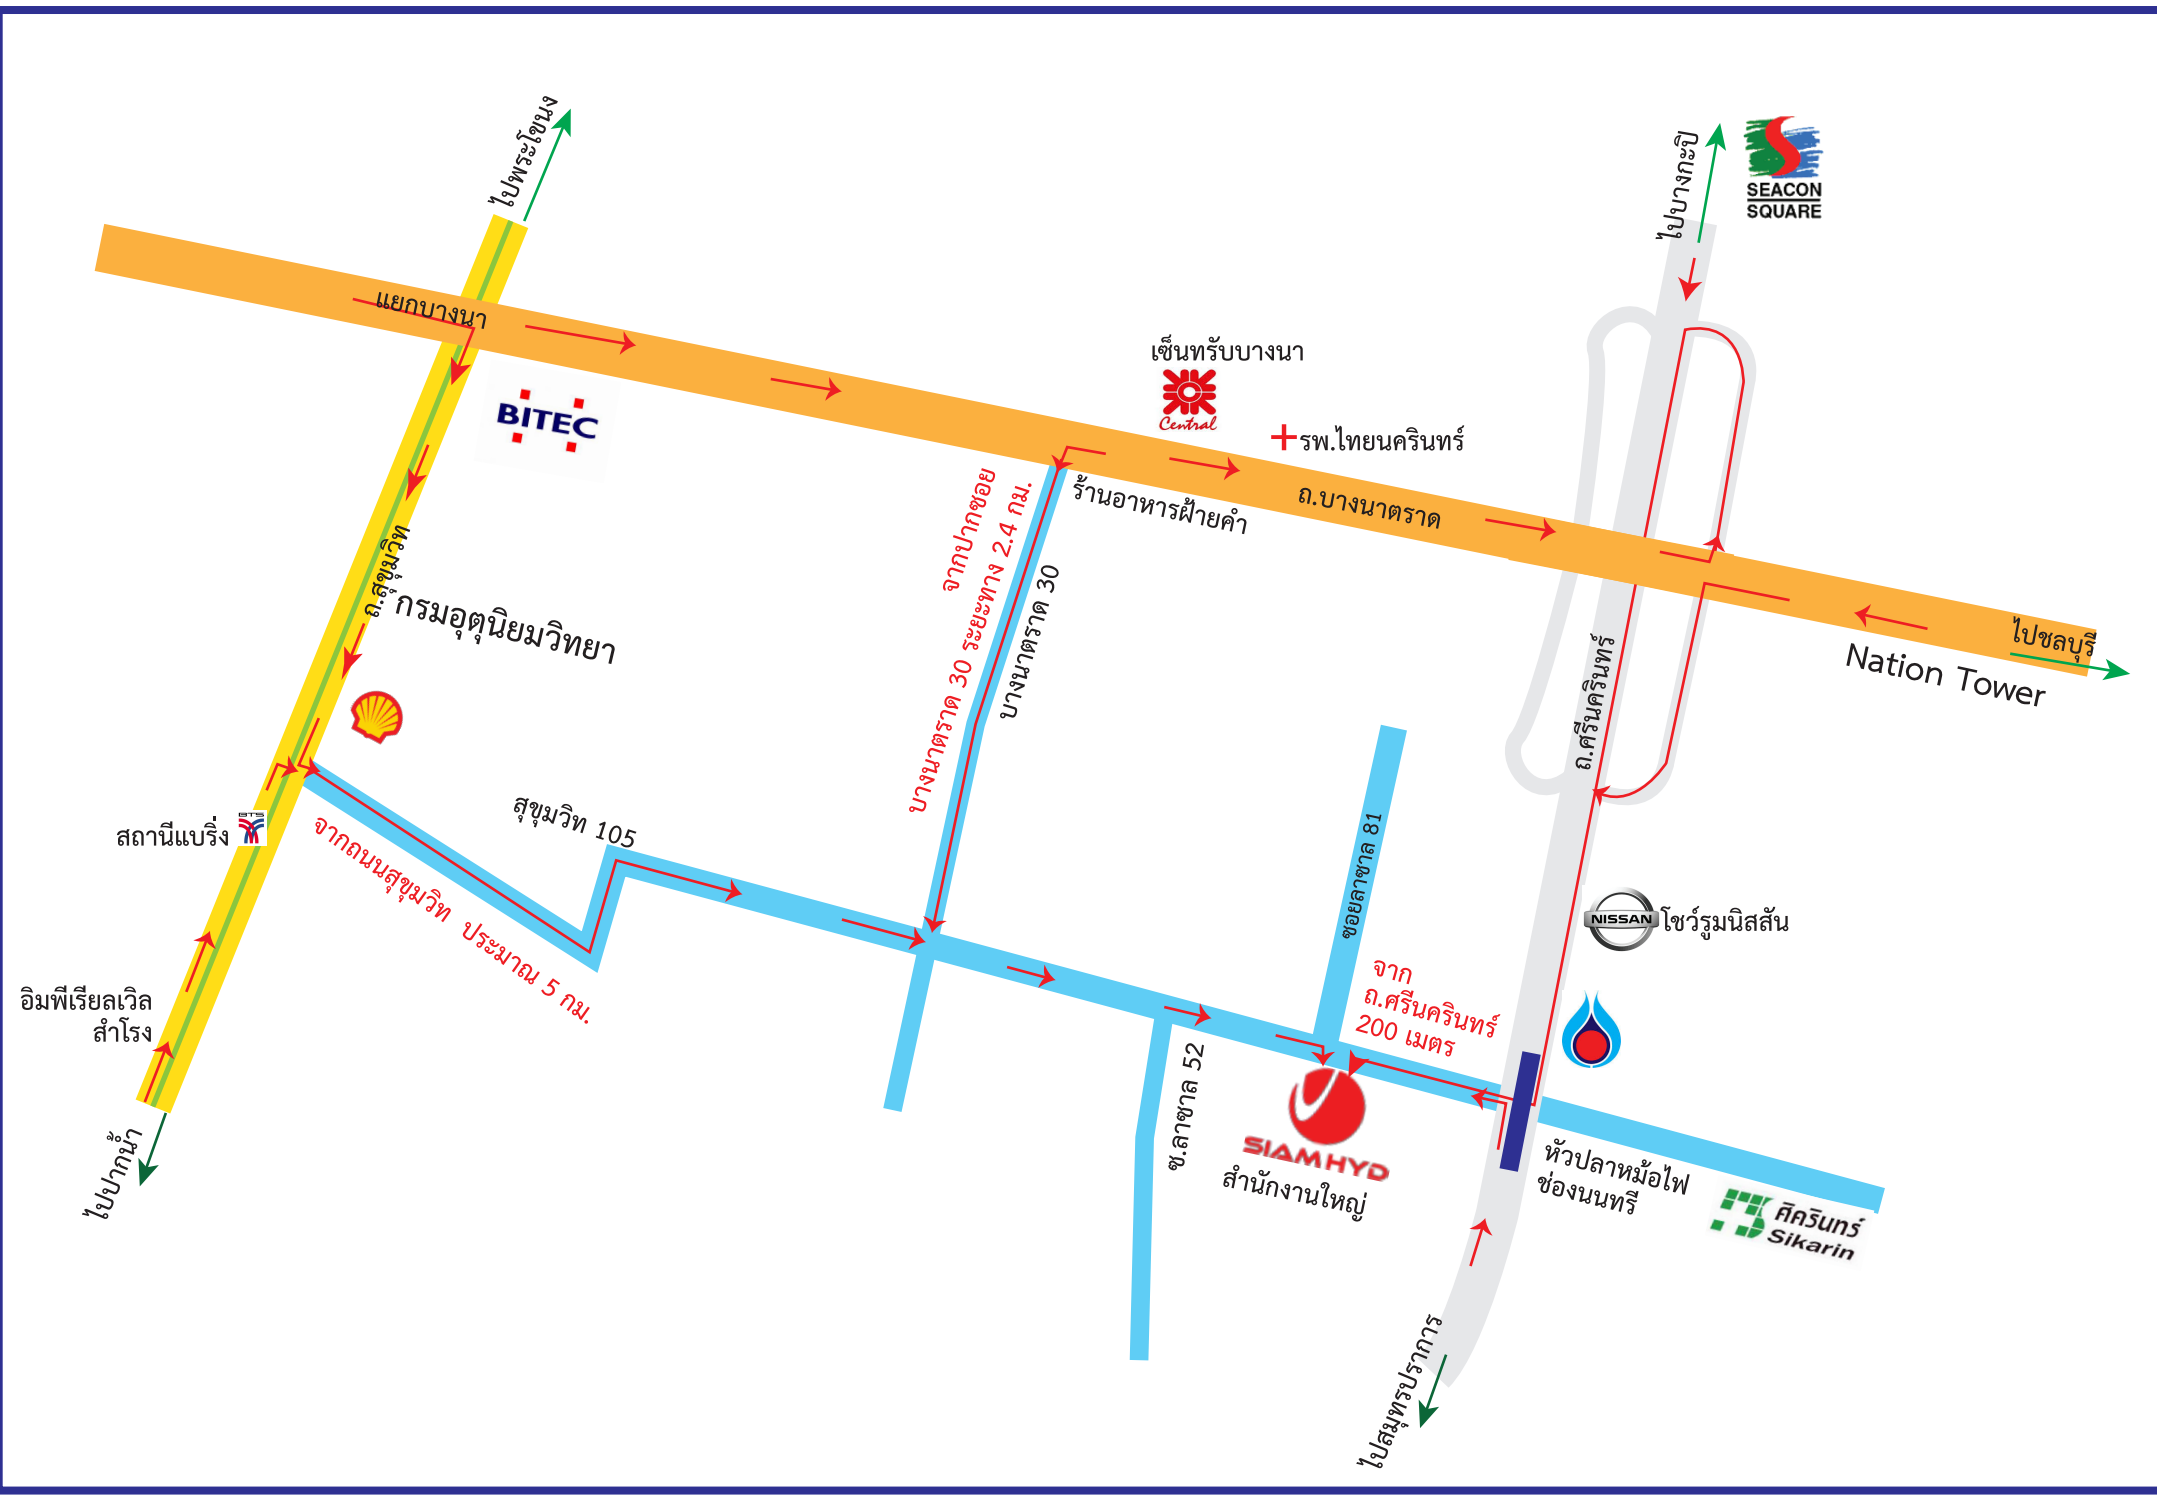 ไปพระโขนง
ไปบางกะปิ
SEACON
SQUARE
แยกบางนา
BITEC
เซ็นทรับบางนา
Central
รพ.ไทยนครินทร์
ร้านอาหารฝ้ายคำ
ถ.บางนาตราด
จากปากซอย
บางนาตราด 30 ระยะทาง 2.4 กม.
บางนาตราด 30
ถ.สุขุมวิท
กรมอุตุนิยมวิทยา
ถ.ศรีนครินทร์
ไปชลบุรี
Nation Tower
สถานีแบริ่ง
BTS
สุขุมวิท 105
จากถนนสุขุมวิท ประมาณ 5 กม.
ซอยลาซาล 81
NISSAN
โชว์รูมนิสสัน
อิมพีเรียลเวิล
สำโรง
จาก
ถ.ศรีนครินทร์
200 เมตร
ซ.ลาซาล 52
SIAMHYD
สำนักงานใหญ่
หัวปลาหม้อไฟ
ช่องนนทรี
ศิครินทร์
Sikarin
ไปปากน้ำ
ไปสมุทรปราการ